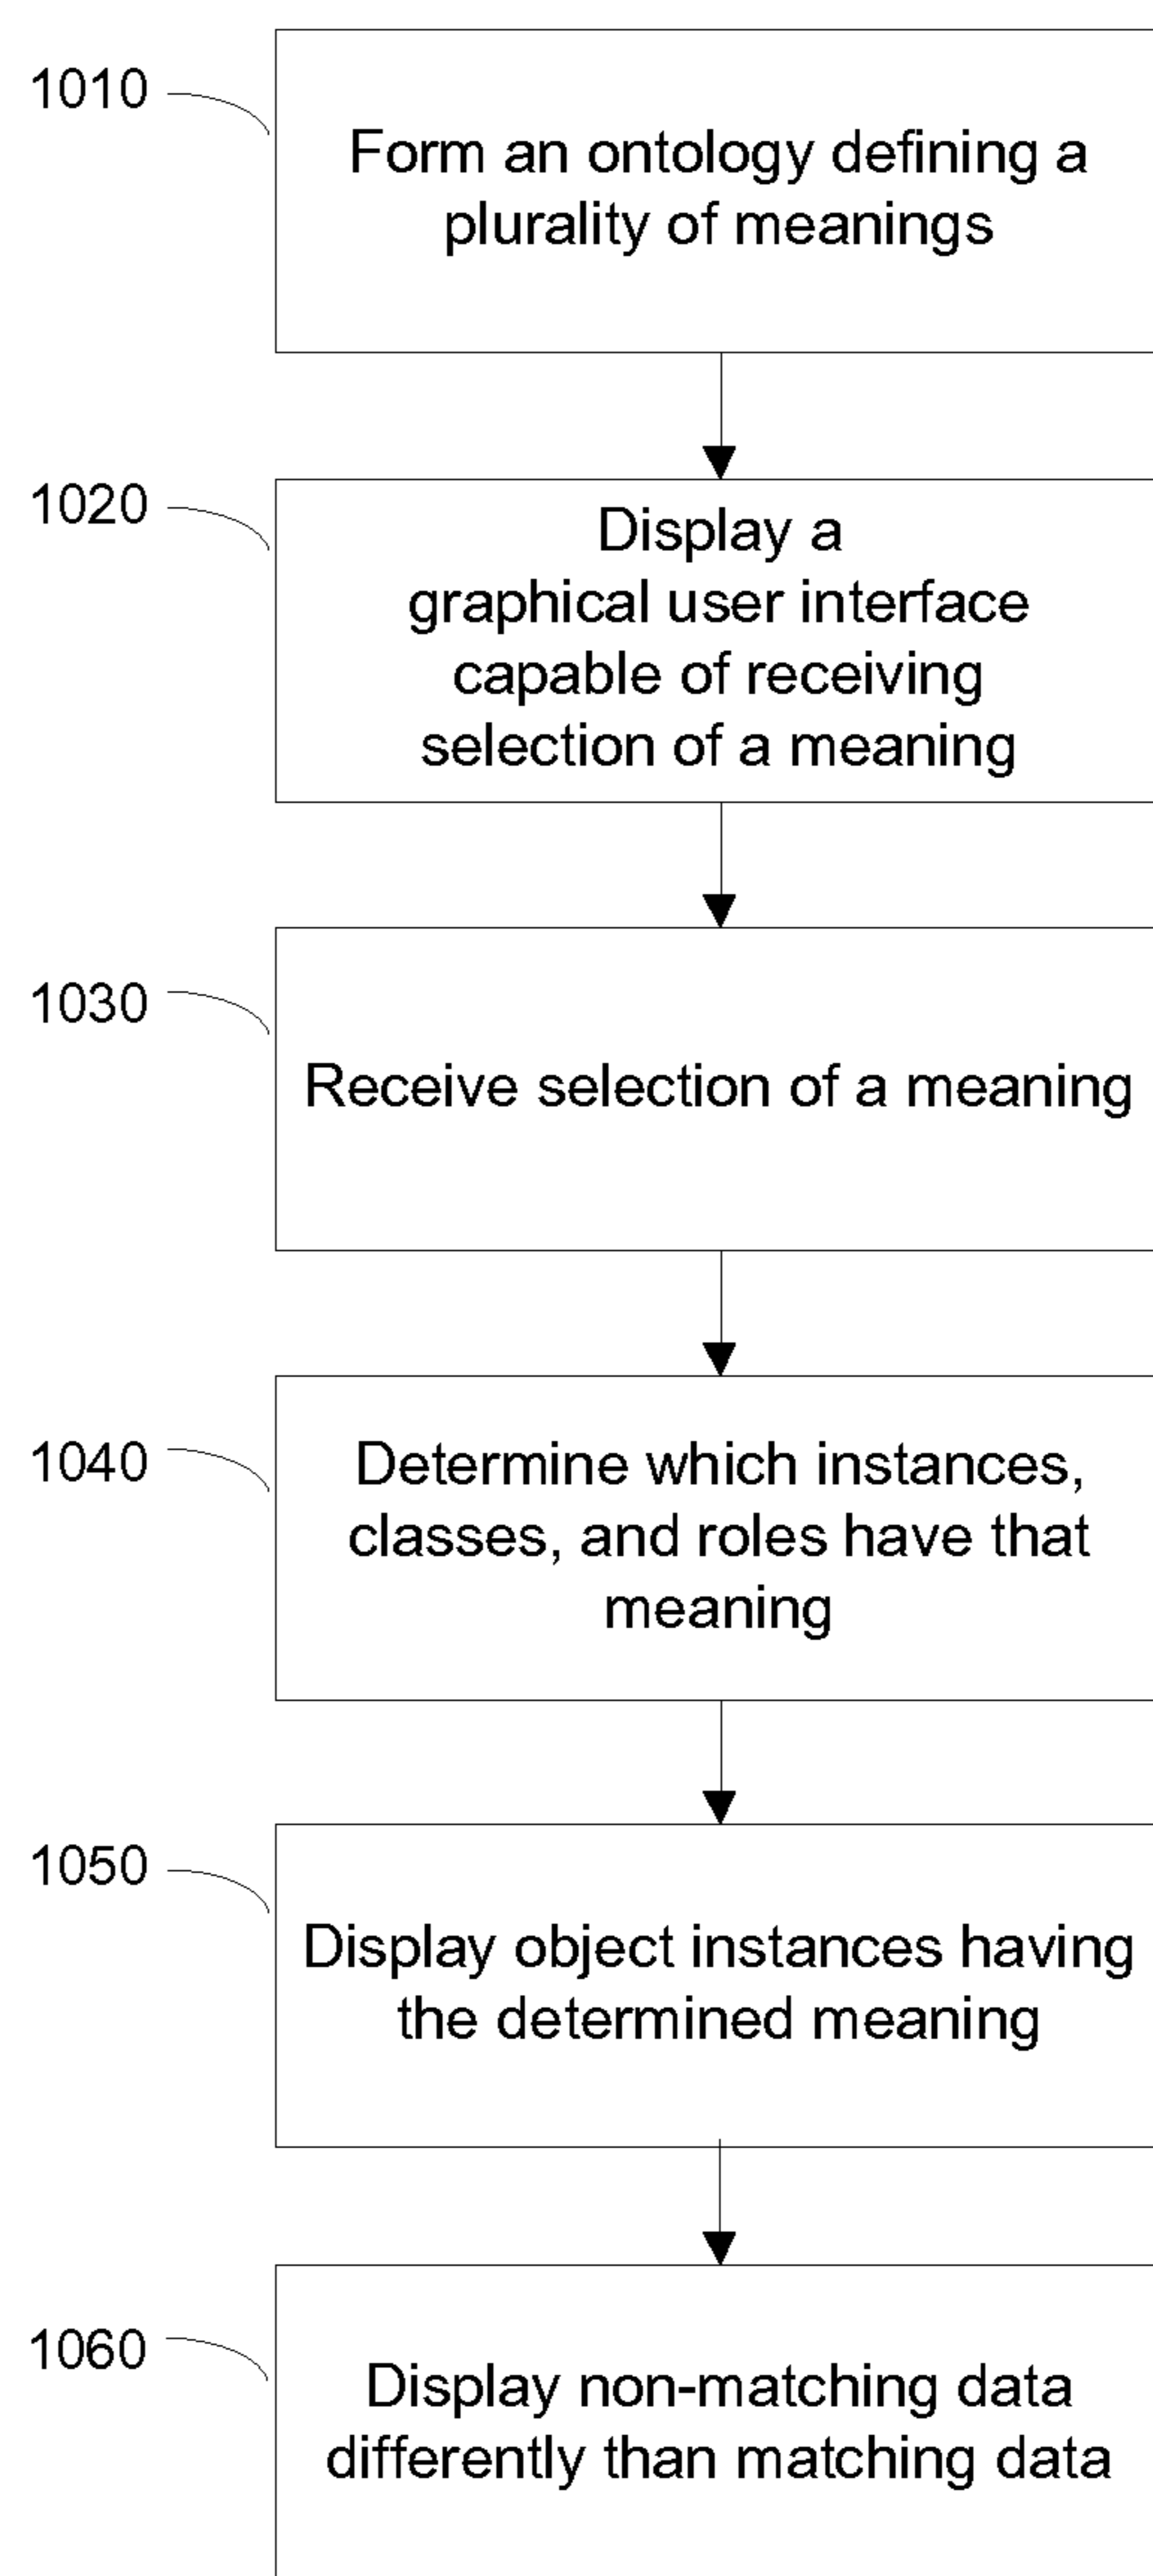 1010
Form an ontology defining a
plurality of meanings
1020
Display a
graphical user interface
capable of receiving
selection of a meaning
1030
Receive selection of a meaning
1040
Determine which instances,
classes, and roles have that
meaning
1050
Display object instances having
the determined meaning
1060
Display non-matching data
differently than matching data